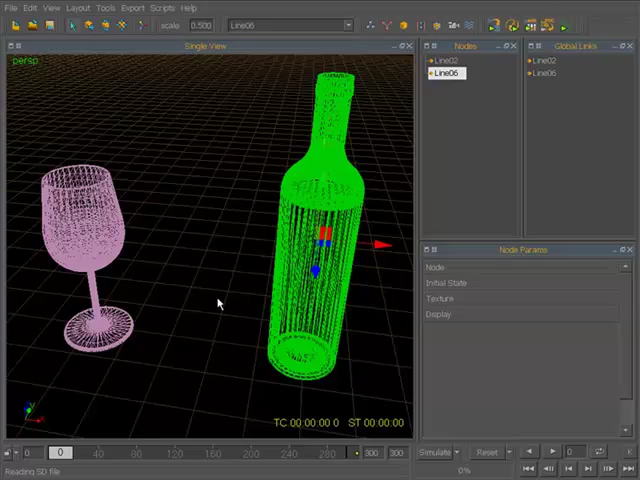 File Edit View Layout Tools Export Scripts Help
scale 0.500 Line06
Single View
Nodes
Global Links
persp
Line02
Line06
Line02
Line06
Node Params
Node
Initial State
Texture
Display
TC 00:00:00 0 ST 00:00:00
y
x
0 0 40 80 120 160 200 240 280 300 300
Simulate Reset 0
0%
Reading SD file